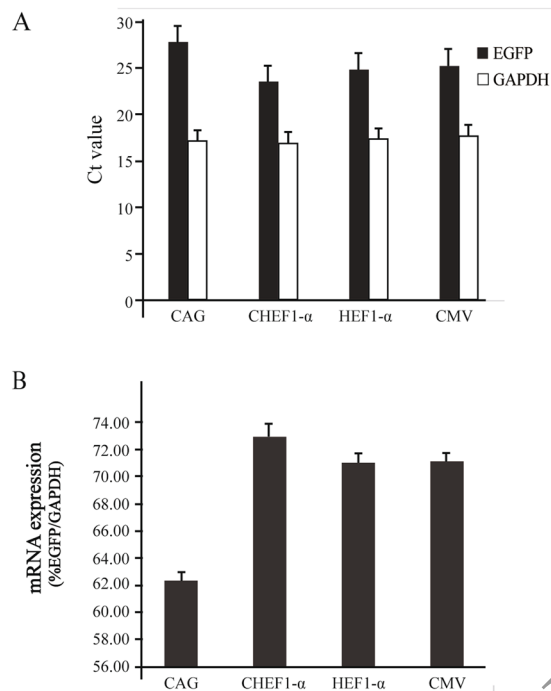 A
30
25
20
15
10
5
0
Ct value
EGFP
GAPDH
CAG CHEF1-α HEF1-α CMV
B
74.00
72.00
70.00
68.00
66.00
64.00
62.00
60.00
58.00
56.00
mRNA expression
(%EGFP/GAPDH)
CAG CHEF1-α HEF1-α CMV